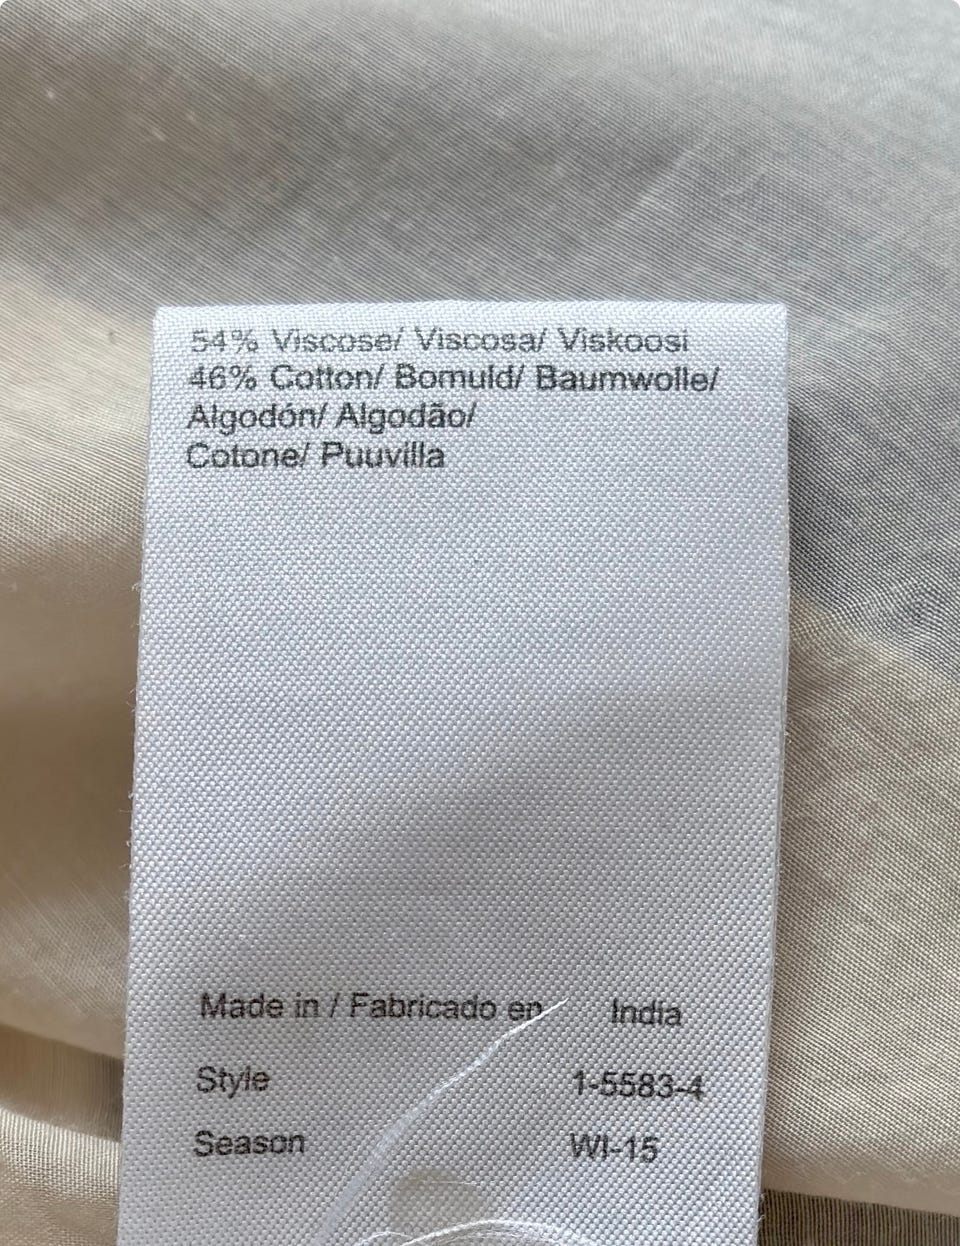 54% Viscose/ Viscosa/ Viskoosi
46% Cotton/ Bomuld/ Baumwolle/
Algodón/ Algodão/
Cotone/ Puuvilla
Made in / Fabricado en India
Style 1-5583-4
Season WI-15